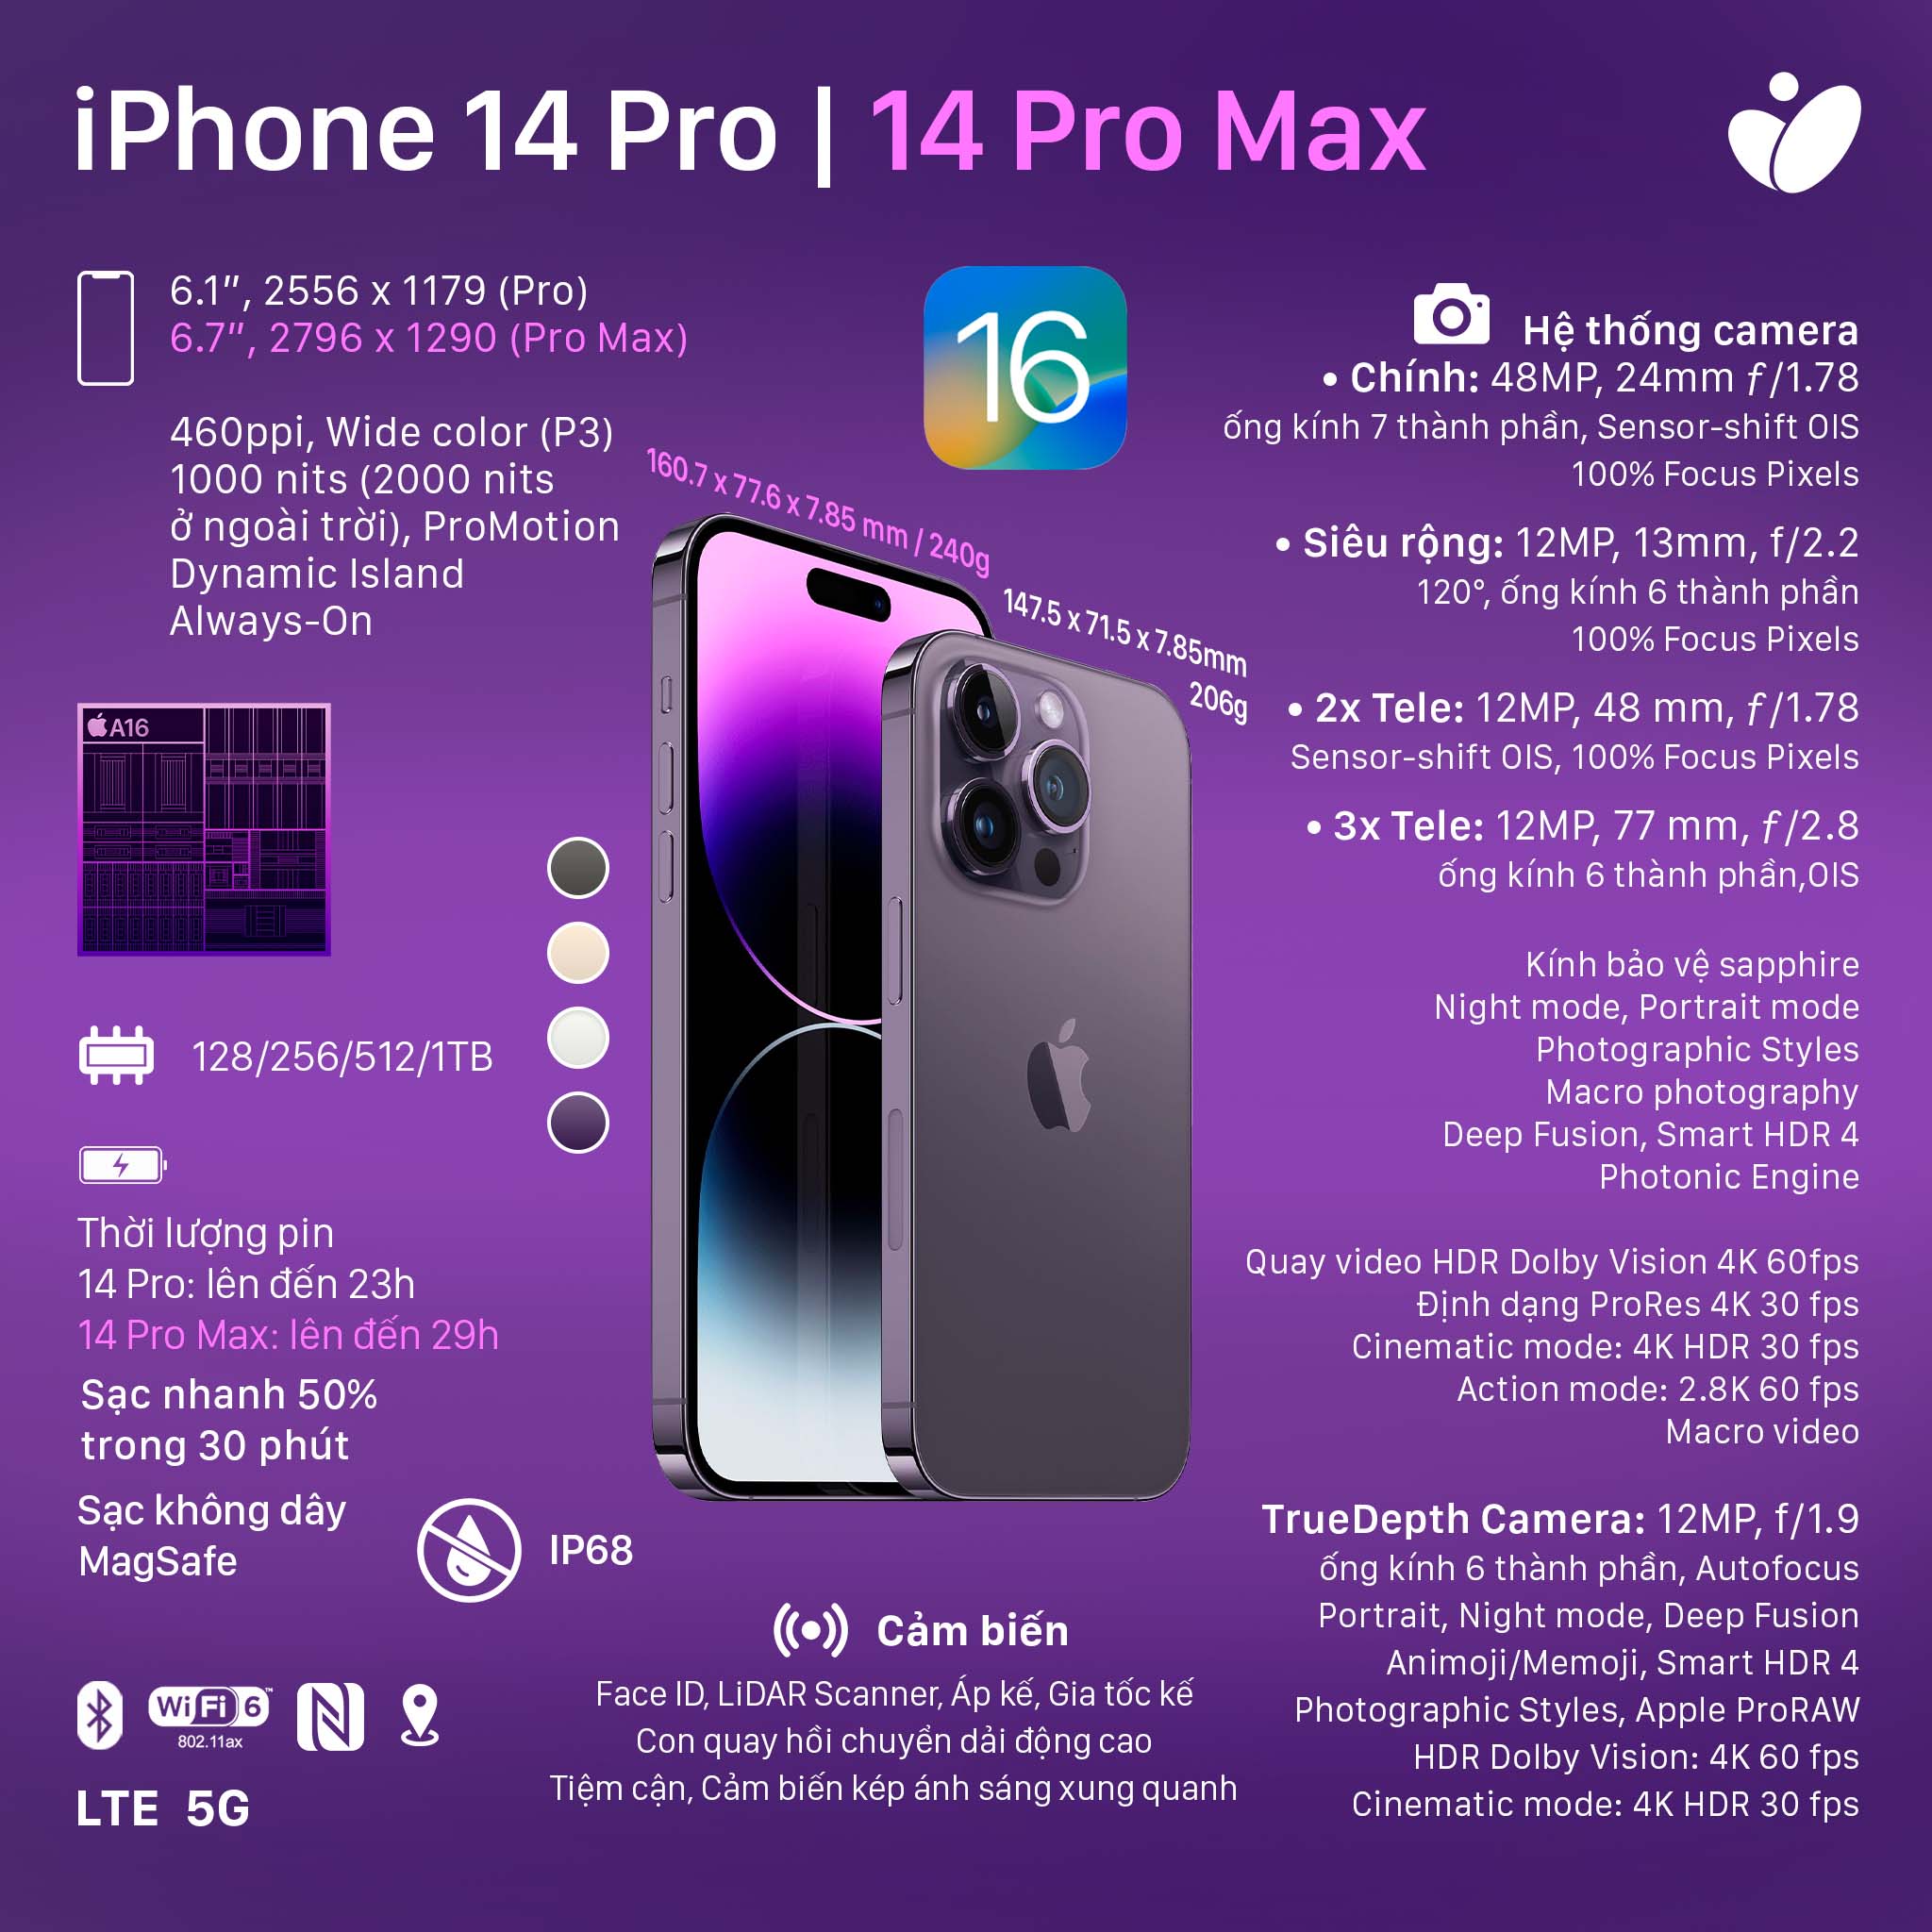 iPhone 14 Pro | 14 Pro Max
6.1”, 2556 x 1179 (Pro)
6.7”, 2796 x 1290 (Pro Max)
460ppi, Wide color (P3)
1000 nits (2000 nits
ở ngoài trời), ProMotion
Dynamic Island
Always-On
A16
128/256/512/1TB
Thời lượng pin
14 Pro: lên đến 23h
14 Pro Max: lên đến 29h
Sạc nhanh 50%
trong 30 phút
Sạc không dây
MagSafe
IP68
WiFi 6™
802.11ax
LTE 5G
16
160.7 x 77.6 x 7.85 mm / 240g
147.5 x 71.5 x 7.85mm
206g
Cảm biến
Face ID, LiDAR Scanner, Áp kế, Gia tốc kế
Con quay hồi chuyển dải động cao
Tiệm cận, Cảm biến kép ánh sáng xung quanh
Hệ thống camera
• Chính: 48MP, 24mm ƒ/1.78
ống kính 7 thành phần, Sensor-shift OIS
100% Focus Pixels
• Siêu rộng: 12MP, 13mm, f/2.2
120°, ống kính 6 thành phần
100% Focus Pixels
• 2x Tele: 12MP, 48 mm, ƒ/1.78
Sensor-shift OIS, 100% Focus Pixels
• 3x Tele: 12MP, 77 mm, ƒ/2.8
ống kính 6 thành phần,OIS
Kính bảo vệ sapphire
Night mode, Portrait mode
Photographic Styles
Macro photography
Deep Fusion, Smart HDR 4
Photonic Engine
Quay video HDR Dolby Vision 4K 60fps
Định dạng ProRes 4K 30 fps
Cinematic mode: 4K HDR 30 fps
Action mode: 2.8K 60 fps
Macro video
TrueDepth Camera: 12MP, f/1.9
ống kính 6 thành phần, Autofocus
Portrait, Night mode, Deep Fusion
Animoji/Memoji, Smart HDR 4
Photographic Styles, Apple ProRAW
HDR Dolby Vision: 4K 60 fps
Cinematic mode: 4K HDR 30 fps